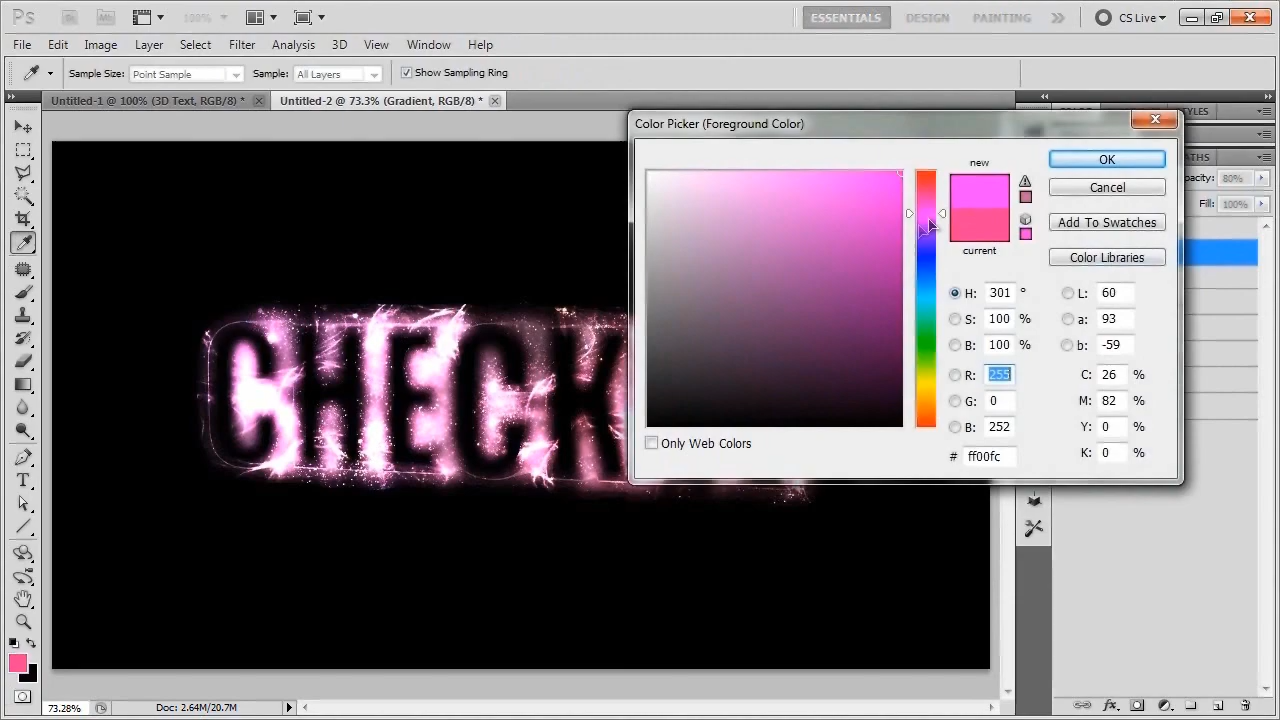 Ps 100% ESSENTIALS DESIGN PAINTING CS Live
File Edit Image Layer Select Filter Analysis 3D View Window Help
Sample Size: Point Sample Sample: All Layers Show Sampling Ring
Untitled-1 @ 100% (3D Text, RGB/8) * Untitled-2 @ 73.3% (Gradient, RGB/8) *
Color Picker (Foreground Color)
new
OK
Cancel
Add To Swatches
current
Color Libraries
H: 301 ° L: 60
S: 100 % a: 93
B: 100 % b: -59
R: 255 C: 26 %
G: 0 M: 82 %
B: 252 Y: 0 %
# ff00fc K: 0 %
Only Web Colors
80%
Fill: 100%
CHECK
T
73.28% Doc: 2.64M/20.7M
fx